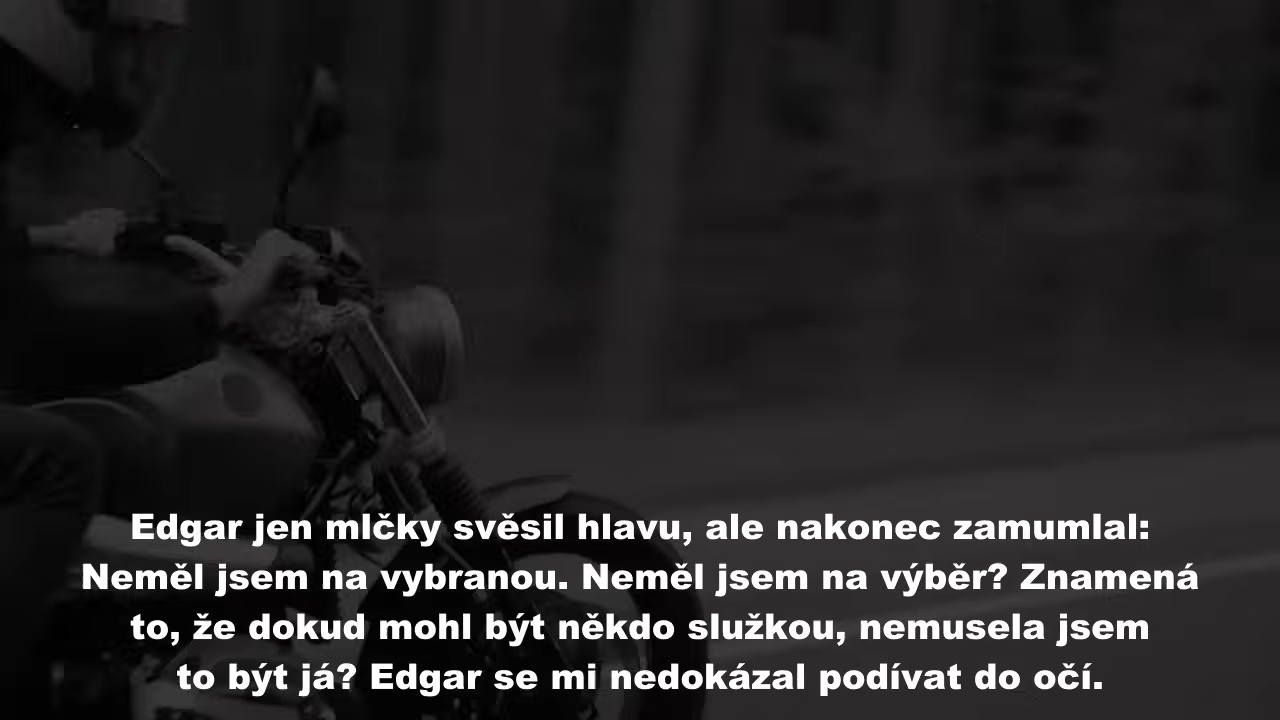 Edgar jen mlčky svěsil hlavu, ale nakonec zamumlal:
Neměl jsem na vybranou. Neměl jsem na výběr? Znamená
to, že dokud mohl být někdo služkou, nemusela jsem
to být já? Edgar se mi nedokázal podívat do očí.